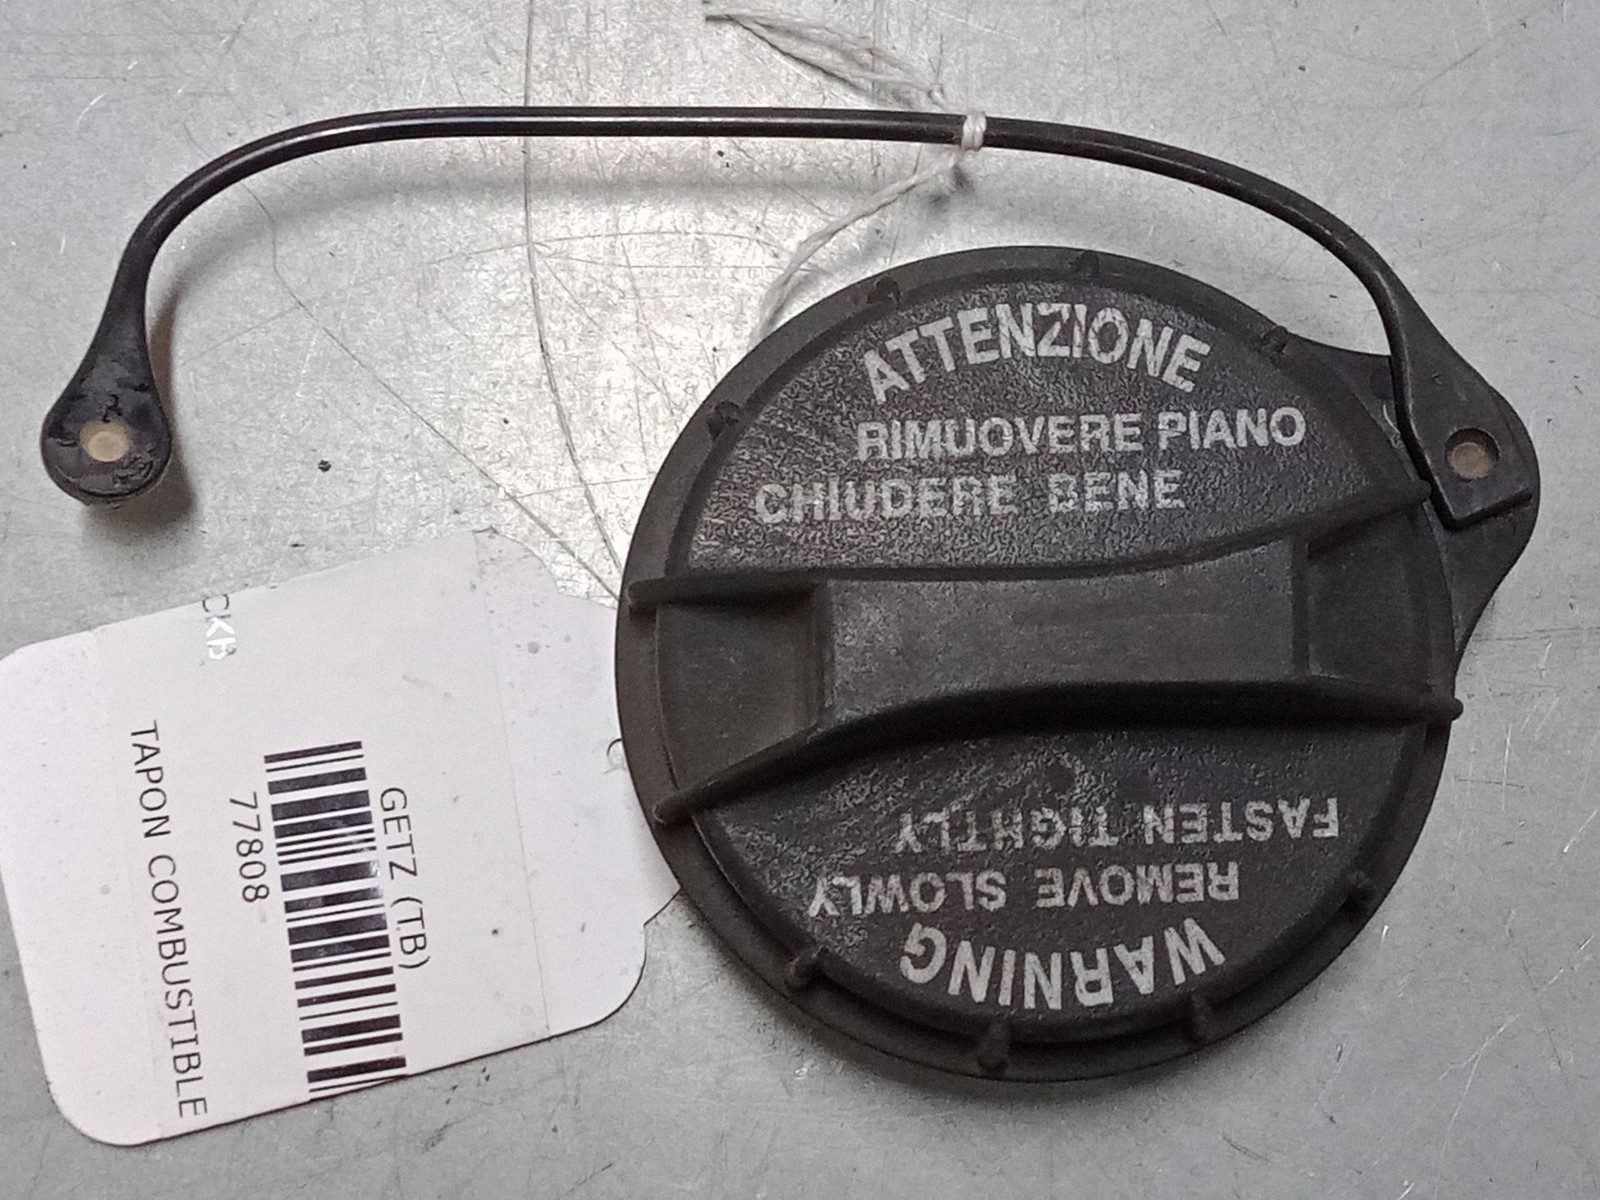 ATTENZIONE
RIMUOVERE PIANO
CHIUDERE BENE
WARNING
REMOVE SLOWLY
FASTEN TIGHTLY
GETZ (TB)
77808
TAPON COMBUSTIBLE